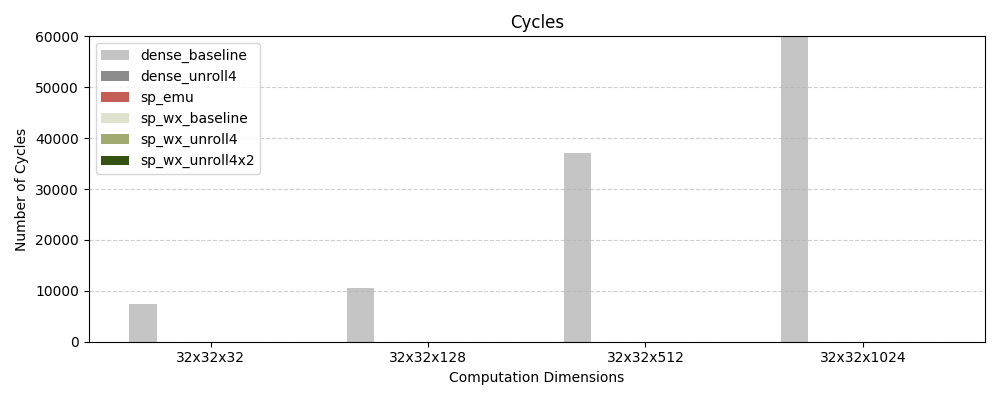 Cycles
Number of Cycles
60000
50000
40000
30000
20000
10000
0
dense_baseline
dense_unroll4
sp_emu
sp_wx_baseline
sp_wx_unroll4
sp_wx_unroll4x2
32x32x32
32x32x128
32x32x512
32x32x1024
Computation Dimensions